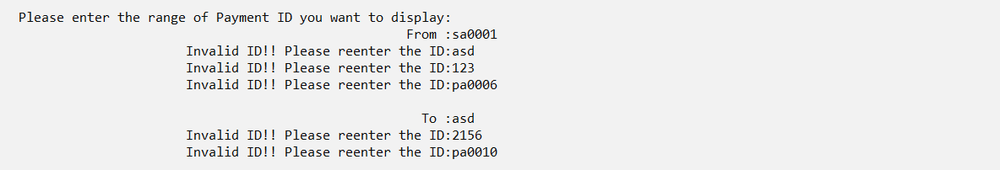 Please enter the range of Payment ID you want to display:
From :sa0001
Invalid ID!! Please reenter the ID:asd
Invalid ID!! Please reenter the ID:123
Invalid ID!! Please reenter the ID:pa0006
To :asd
Invalid ID!! Please reenter the ID:2156
Invalid ID!! Please reenter the ID:pa0010